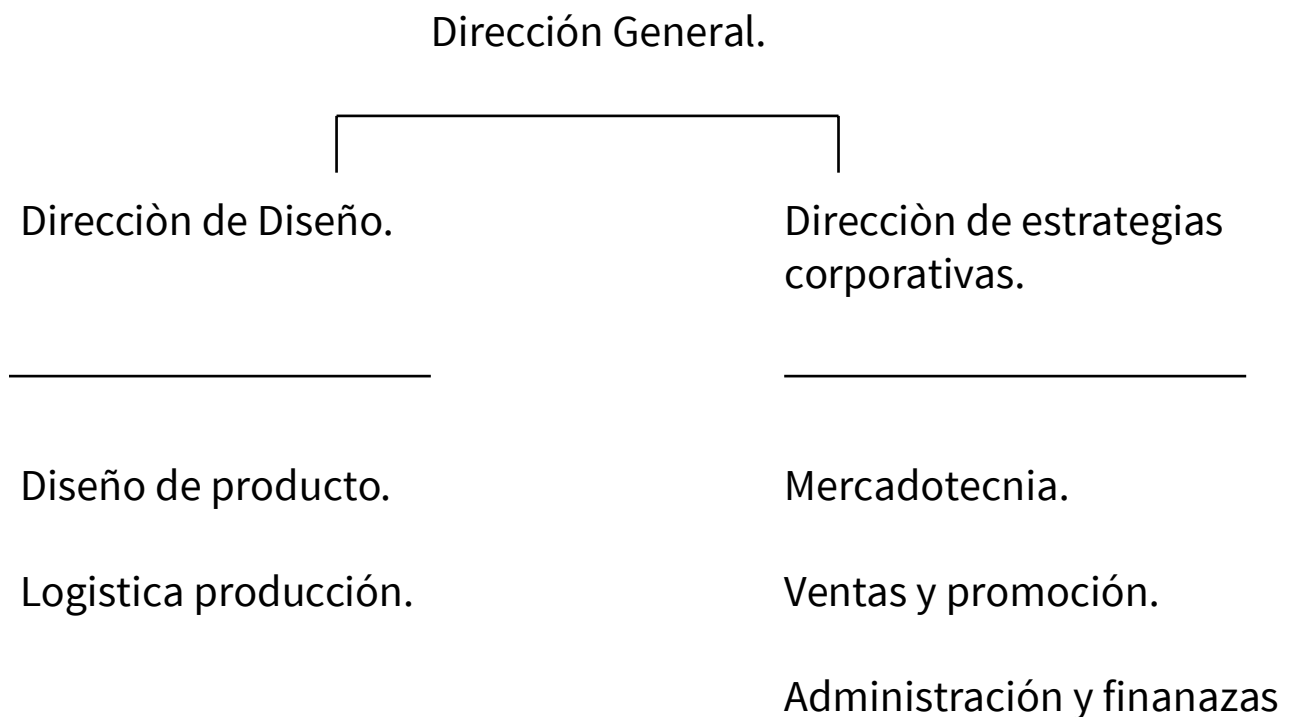 Dirección General.
Direcciòn de Diseño.
Direcciòn de estrategias
corporativas.
Diseño de producto.
Logistica producción.
Mercadotecnia.
Ventas y promoción.
Administración y finanazas